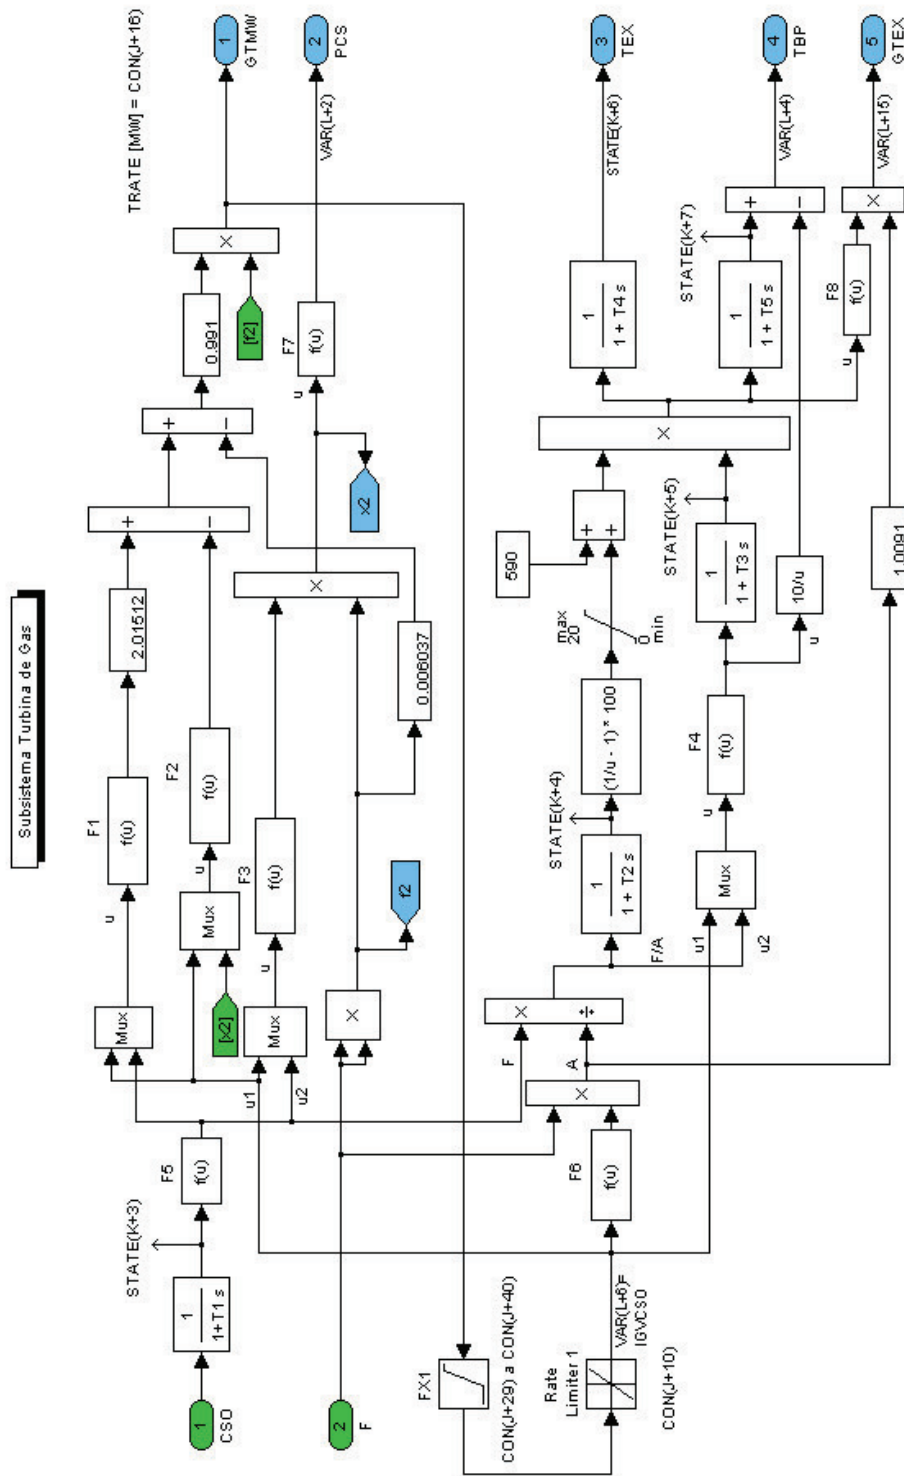 Subsistema Turbina de Gas
TRATE [MW] = CON(J+16)
1
CSO
1
1+T1 s
STATE(K+3)
F5
f(u)
Mux
u
F1
f(u)
2.01512
+
−
+
−
0.991
[f2]
×
1
GTMW
[x2]
Mux
u
F2
f(u)
u1
u2
Mux
u
F3
f(u)
×
x2
u
F7
f(u)
VAR(L+2)
2
PCS
2
F
×
f2
0.006037
FX1
CON(J+29) a CON(J+40)
Rate
Limiter 1
CON(J+10)
VAR(L+6)=
IGVCSO
F6
f(u)
×
A
F
×
÷
F/A
1
1 + T2 s
STATE(K+4)
(1/u - 1) * 100
max
20
0
min
590
+
+
×
1
1 + T4 s
STATE(K+6)
3
TEX
u1
u2
Mux
u
F4
f(u)
1
1 + T3 s
STATE(K+5)
u
10/u
1
1 + T5 s
STATE(K+7)
+
−
VAR(L+4)
4
TBP
u
F8
f(u)
1.0091
×
VAR(L+15)
5
GTEX